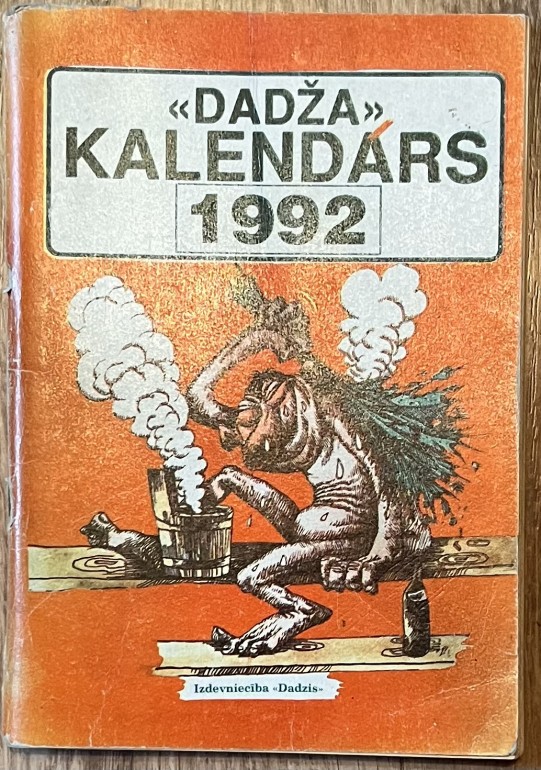 «DADŽA»
KALENDĀRS
1992
Izdevniecība «Dadzis»